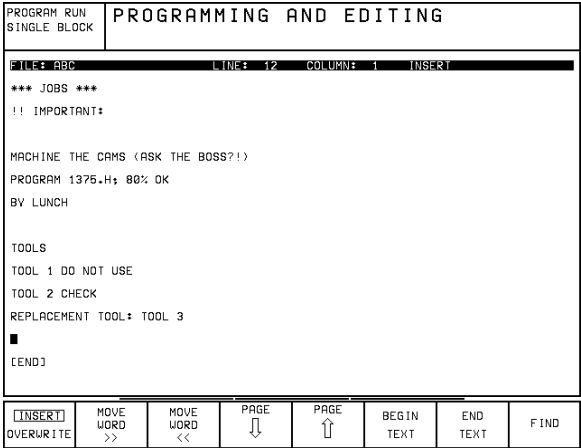 PROGRAM RUN
SINGLE BLOCK
PROGRAMMING AND EDITING
FILE: ABC LINE: 12 COLUMN: 1 INSERT
*** JOBS ***
!! IMPORTANT:
MACHINE THE CAMS (ASK THE BOSS?!)
PROGRAM 1375.H; 80% OK
BY LUNCH
TOOLS
TOOL 1 DO NOT USE
TOOL 2 CHECK
REPLACEMENT TOOL: TOOL 3
[END]
INSERT
OVERWRITE
MOVE
WORD
>>
MOVE
WORD
<<
PAGE
⇩
PAGE
⇧
BEGIN
TEXT
END
TEXT
FIND